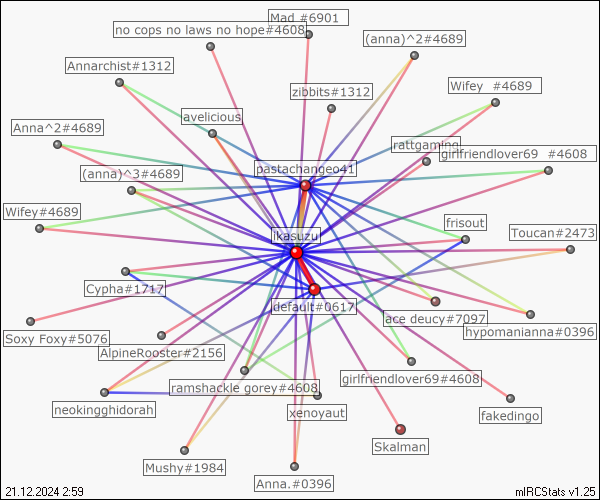 Mad #6901
no cops no laws no hope#4608
(anna)^2#4689
Annarchist#1312
zibbits#1312
Wifey #4689
avelicious
Anna^2#4689
rattgaming
girlfriendlover69 #4608
pastachangeo41
(anna)^3#4689
Wifey#4689
frisout
Toucan#2473
ikasuzu
Cypha#1717
default#0617
ace deucy#7097
hypomanianna#0396
Soxy Foxy#5076
AlpineRooster#2156
girlfriendlover69#4608
ramshackle gorey#4608
neokingghidorah
xenoyaut
fakedingo
Skalman
Mushy#1984
Anna.#0396
21.12.2024 2:59
mIRCStats v1.25